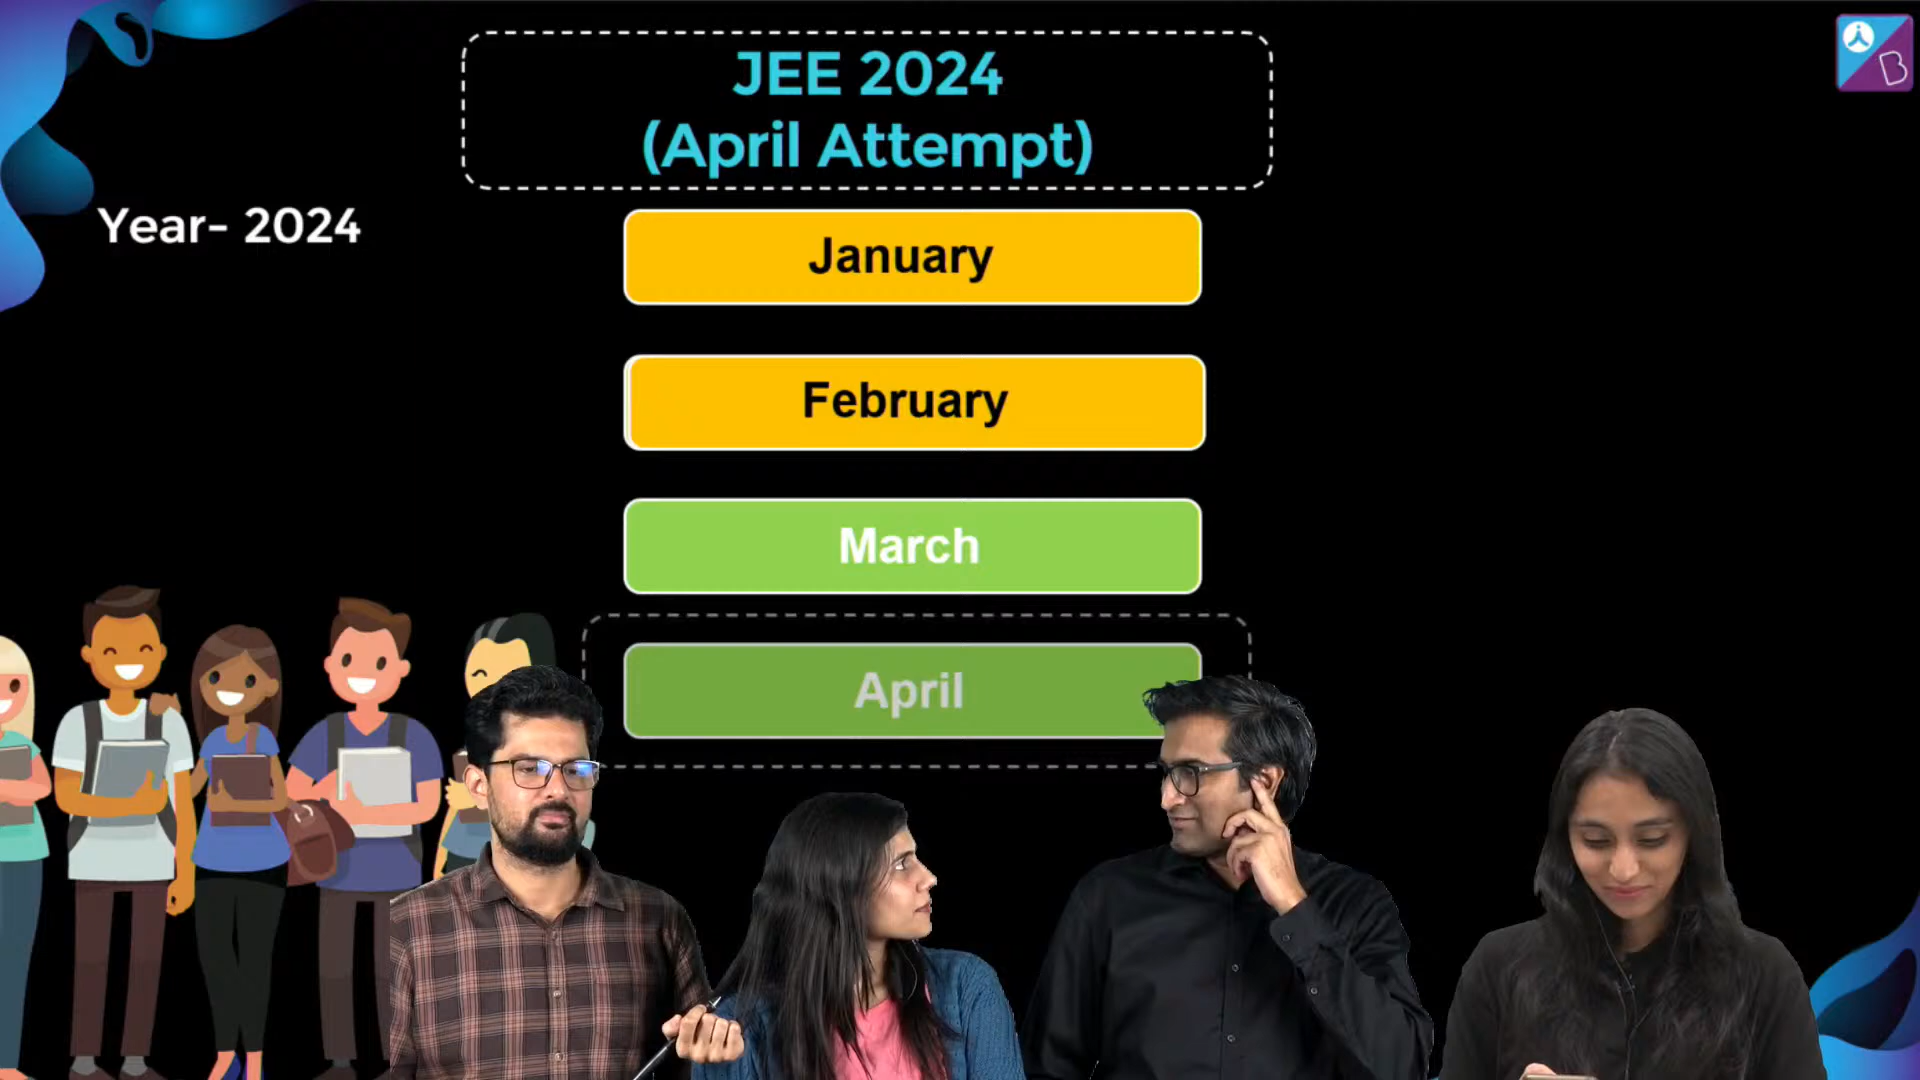 JEE 2024
(April Attempt)
Year- 2024
January
February
March
April
B